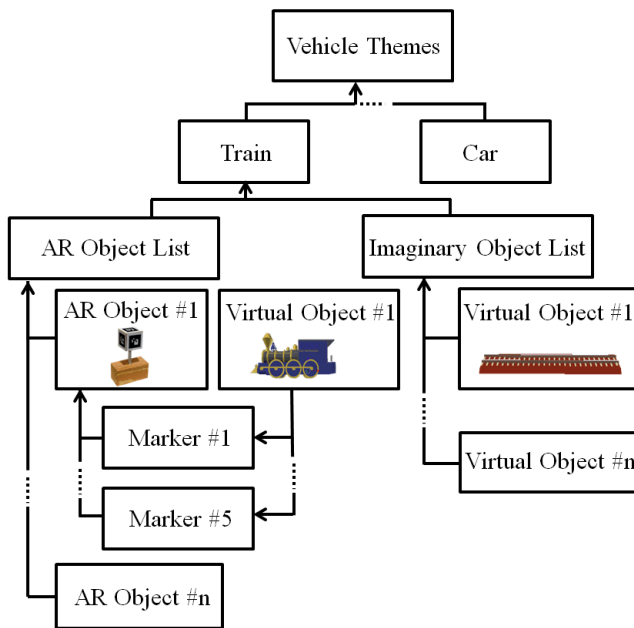 Vehicle Themes
Train
Car
AR Object List
Imaginary Object List
AR Object #1
Virtual Object #1
Virtual Object #1
Marker #1
Virtual Object #n
Marker #5
AR Object #n